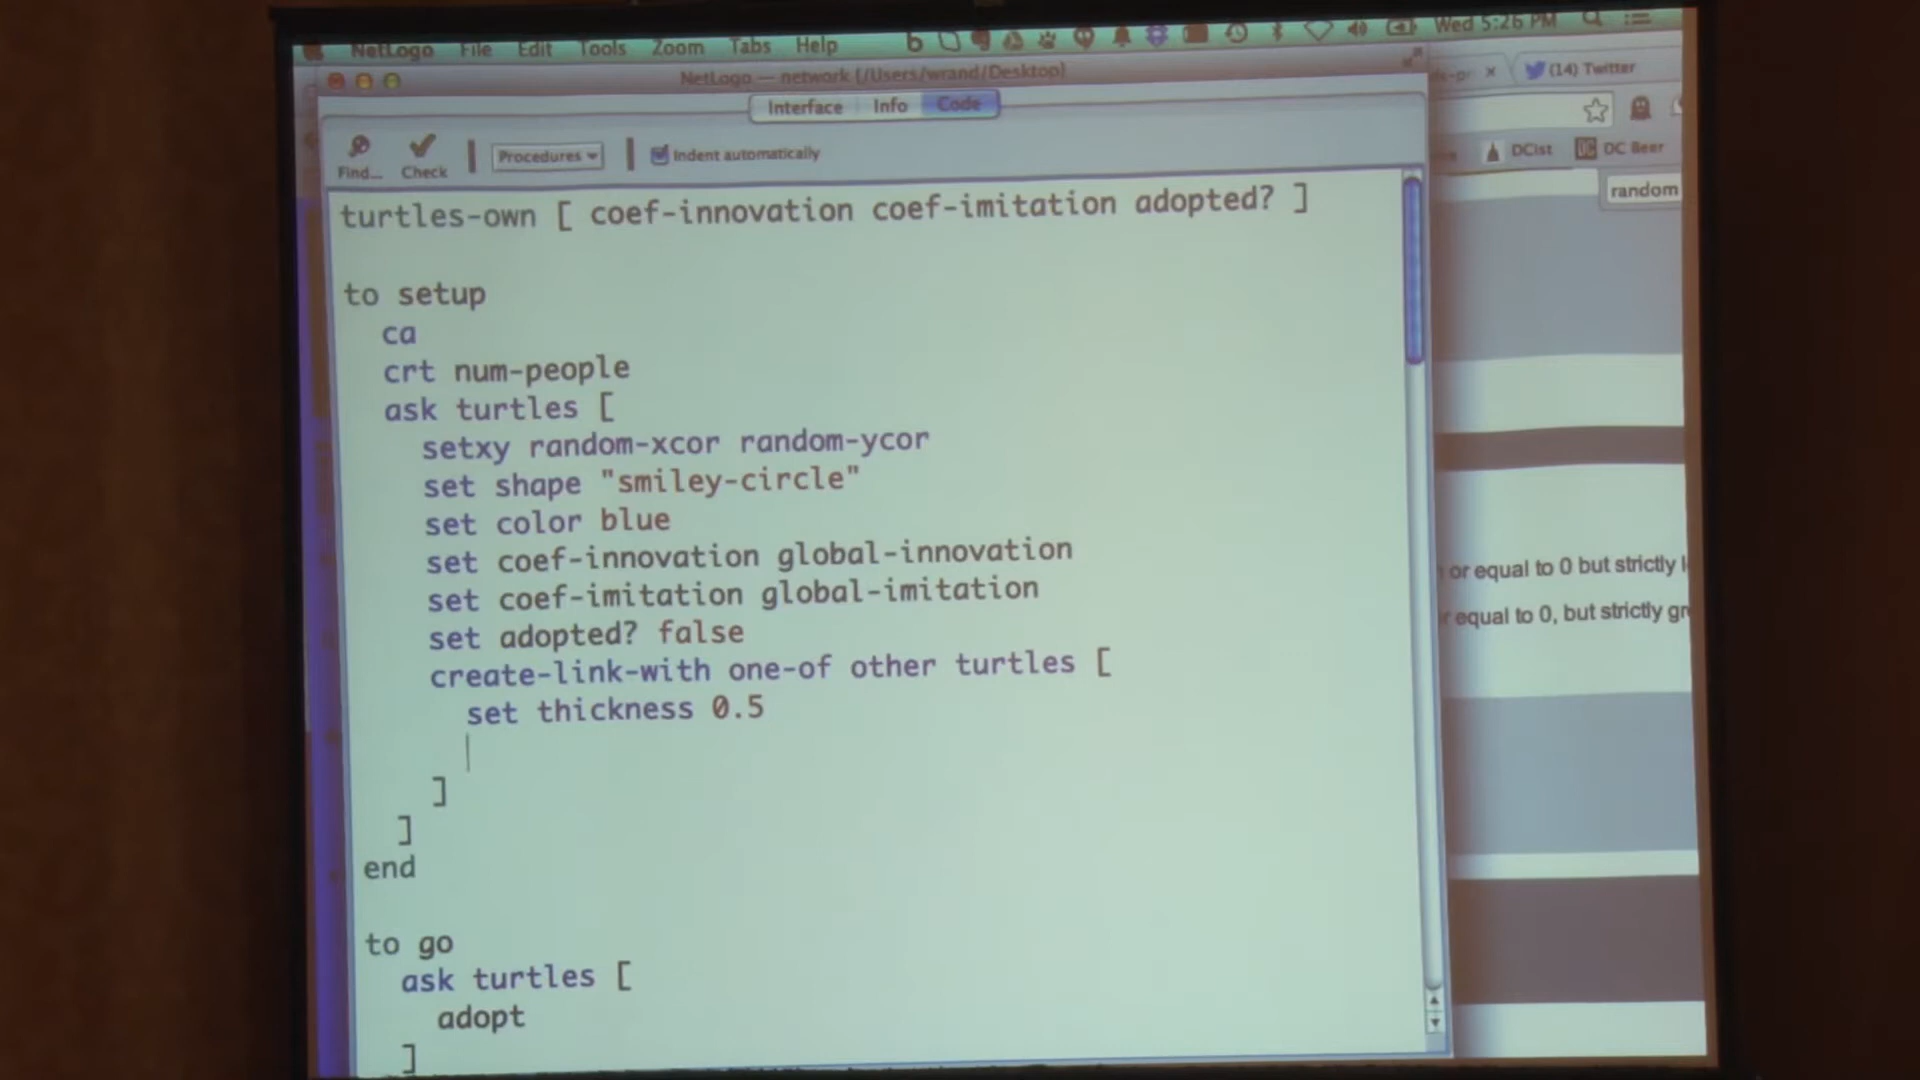 NetLogo File Edit Tools Zoom Tabs Help Wed 5:26 PM
NetLogo — network (/Users/wrand/Desktop)
(14) Twitter
Interface Info Code
Find... Check Procedures Indent automatically
DCist DC Beer
random
turtles-own [ coef-innovation coef-imitation adopted? ]
to setup
ca
crt num-people
ask turtles [
setxy random-xcor random-ycor
set shape "smiley-circle"
set color blue
set coef-innovation global-innovation
set coef-imitation global-imitation
set adopted? false
create-link-with one-of other turtles [
set thickness 0.5
]
]
end
to go
ask turtles [
adopt
]
or equal to 0 but strictly
equal to 0, but strictly